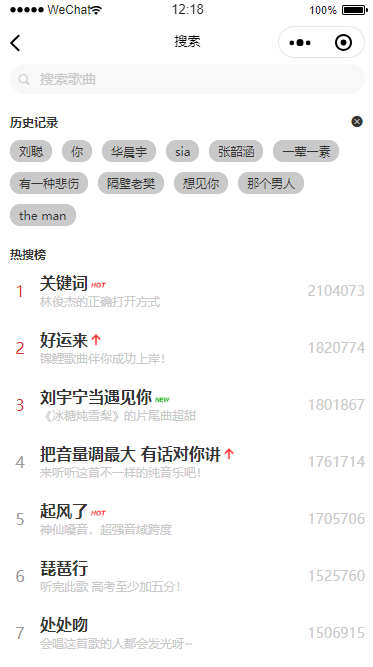 WeChat 12:18 100%
搜索
搜索歌曲
历史记录
刘聪 你 华晨宇 sia 张韶涵 一荤一素
有一种悲伤 隔壁老樊 想见你 那个男人
the man
热搜榜
1 关键词 HOT 2104073
林俊杰的正确打开方式
2 好运来 1820774
锦鲤歌曲伴你成功上岸！
3 刘宇宁当遇见你 NEW 1801867
《冰糖炖雪梨》的片尾曲超甜
4 把音量调最大 有话对你讲 1761714
来听听这首不一样的纯音乐吧！
5 起风了 HOT 1705706
神仙嗓音，超强音域跨度
6 琵琶行 1525760
听完此歌 高考至少加五分！
7 处处吻 1506915
会唱这首歌的人都会发光呀~